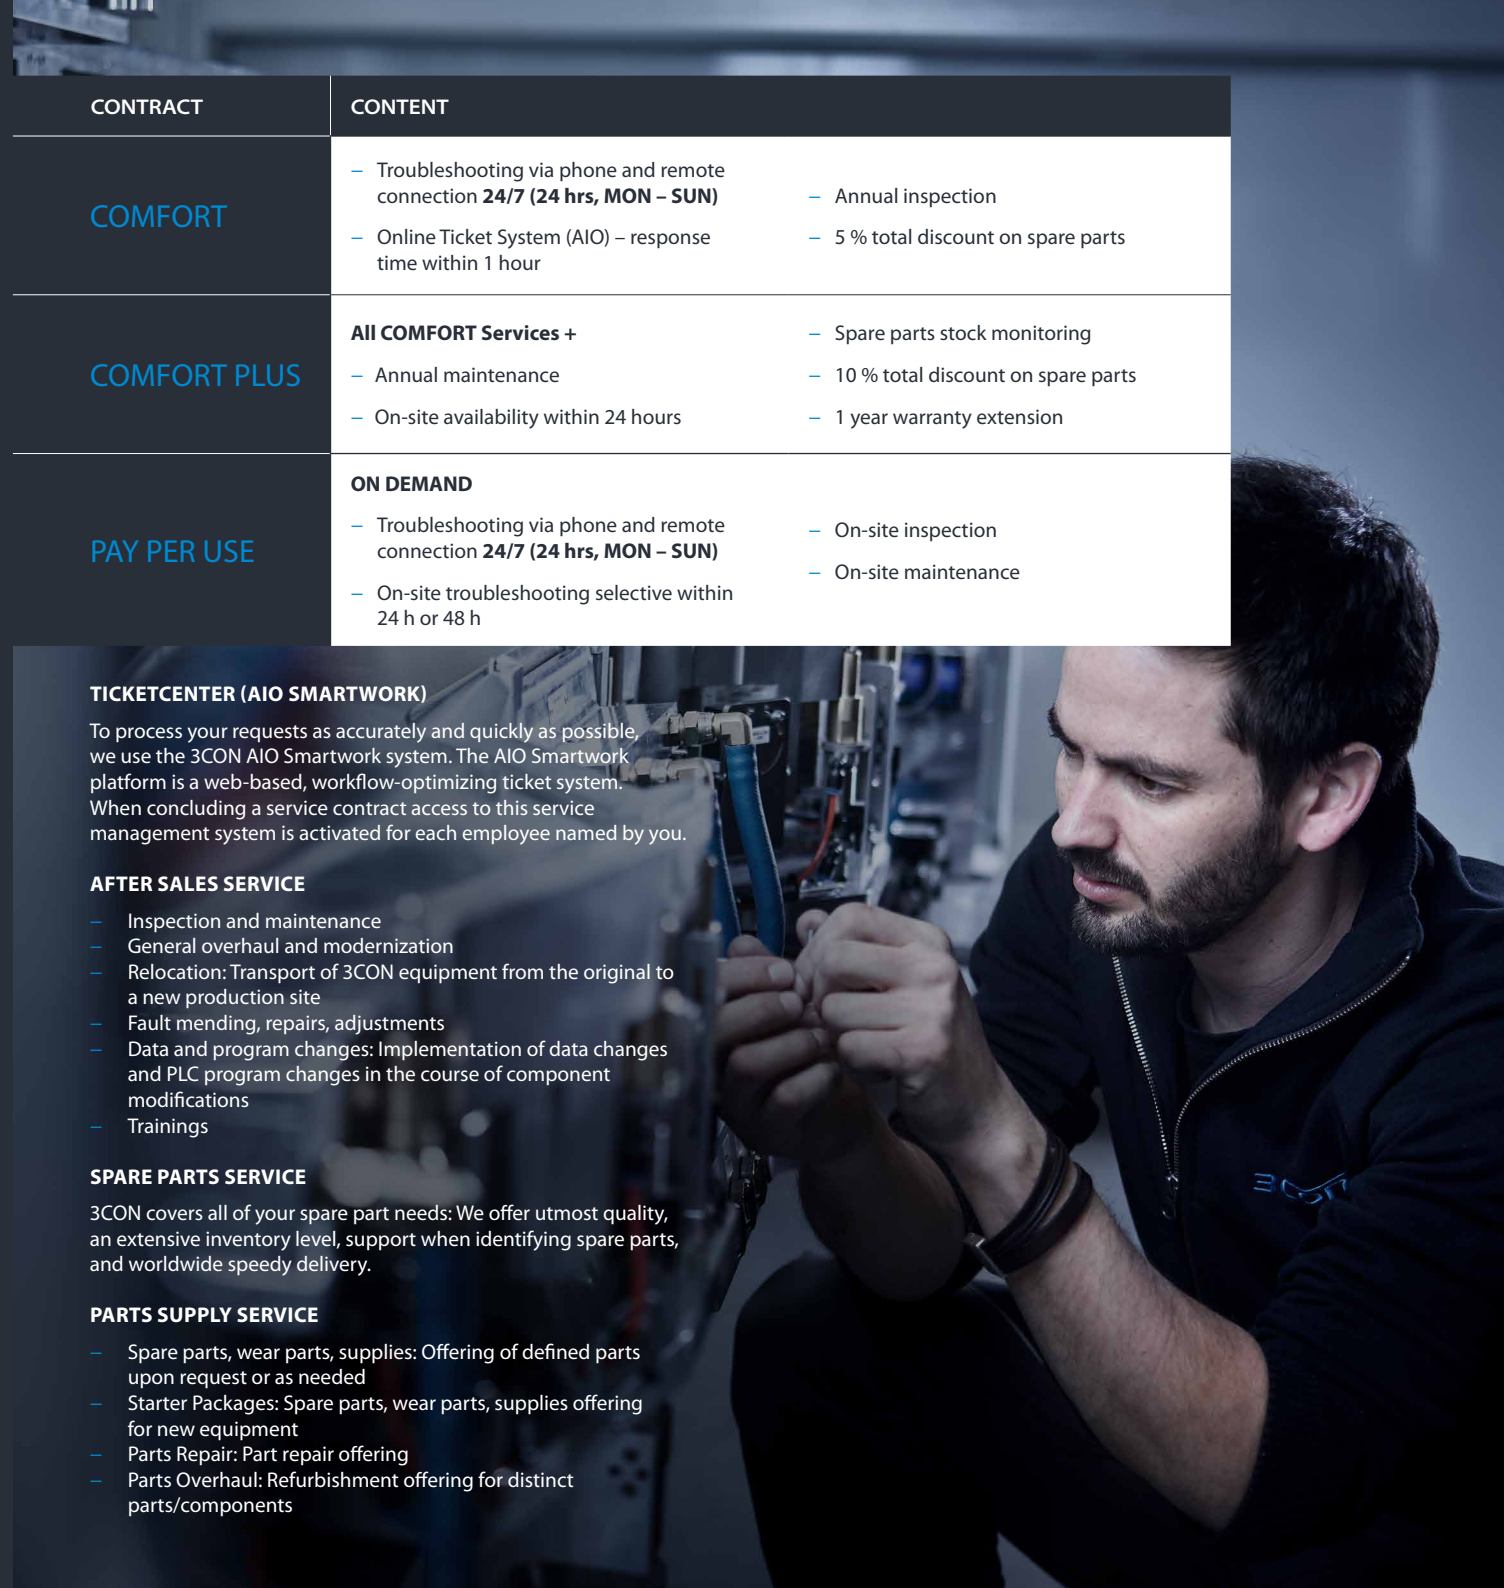 CONTRACT
CONTENT
COMFORT
– Troubleshooting via phone and remote
connection 24/7 (24 hrs, MON – SUN)
– Online Ticket System (AIO) – response
time within 1 hour
– Annual inspection
– 5 % total discount on spare parts
COMFORT PLUS
All COMFORT Services +
– Annual maintenance
– On-site availability within 24 hours
– Spare parts stock monitoring
– 10 % total discount on spare parts
– 1 year warranty extension
PAY PER USE
ON DEMAND
– Troubleshooting via phone and remote
connection 24/7 (24 hrs, MON – SUN)
– On-site troubleshooting selective within
24 h or 48 h
– On-site inspection
– On-site maintenance
TICKETCENTER (AIO SMARTWORK)
To process your requests as accurately and quickly as possible,
we use the 3CON AIO Smartwork system. The AIO Smartwork
platform is a web-based, workflow-optimizing ticket system.
When concluding a service contract access to this service
management system is activated for each employee named by you.
AFTER SALES SERVICE
– Inspection and maintenance
– General overhaul and modernization
– Relocation: Transport of 3CON equipment from the original to
a new production site
– Fault mending, repairs, adjustments
– Data and program changes: Implementation of data changes
and PLC program changes in the course of component
modifications
– Trainings
SPARE PARTS SERVICE
3CON covers all of your spare part needs: We offer utmost quality,
an extensive inventory level, support when identifying spare parts,
and worldwide speedy delivery.
PARTS SUPPLY SERVICE
– Spare parts, wear parts, supplies: Offering of defined parts
upon request or as needed
– Starter Packages: Spare parts, wear parts, supplies offering
for new equipment
– Parts Repair: Part repair offering
– Parts Overhaul: Refurbishment offering for distinct
parts/components
3CON